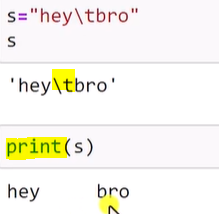 s="hey\tbro"
s
'hey\tbro'
print(s)
hey     bro